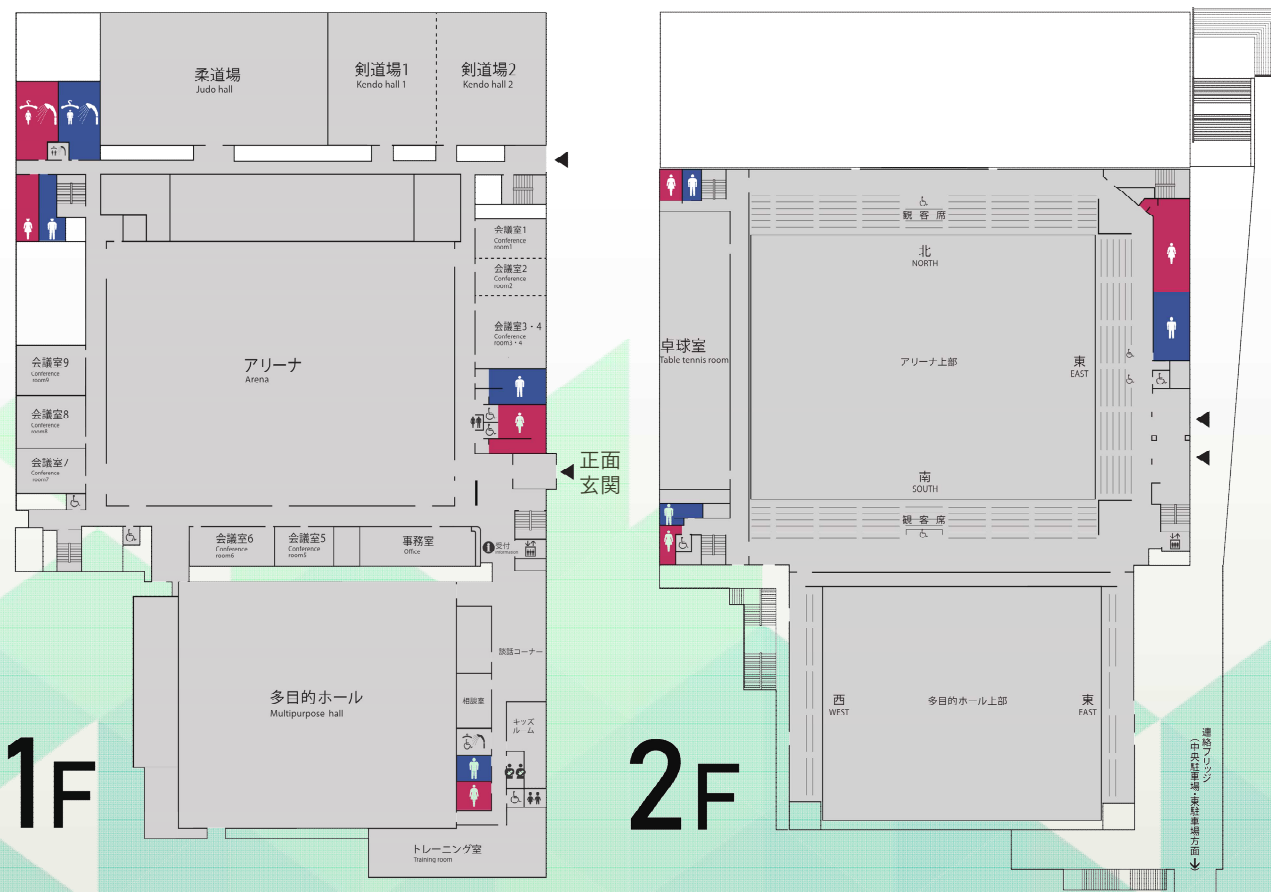 柔道場
Judo hall
剣道場1
Kendo hall 1
剣道場2
Kendo hall 2
会議室1
Conference
room1
会議室2
Conference
room2
会議室3・4
Conference
room3・4
会議室9
Conference
room9
会議室8
Conference
room8
会議室7
Conference
room7
アリーナ
Arena
正面
玄関
会議室6
Conference
room6
会議室5
Conference
room5
事務室
Office
受付
多目的ホール
Multipurpose hall
談話コーナー
相談室
キッズ
ルーム
トレーニング室
Training room
1F
観客席
北
NORTH
卓球室
Table tennis room
アリーナ上部
東
EAST
南
SOUTH
観客席
西
WEST
多目的ホール上部
東
EAST
連絡ブリッジ
(中央駐車場・東駐車場方面→)
2F